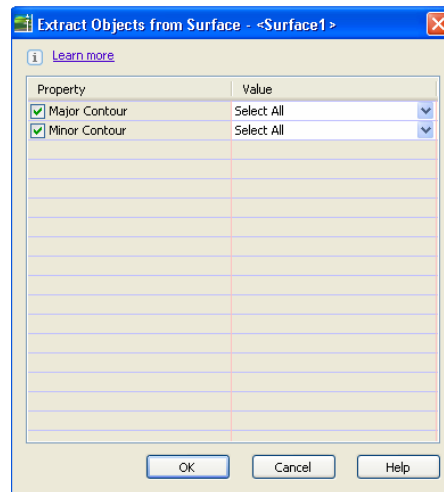 Extract Objects from Surface - <Surface1>
Learn more
Property Value
Major Contour Select All
Minor Contour Select All
OK Cancel Help